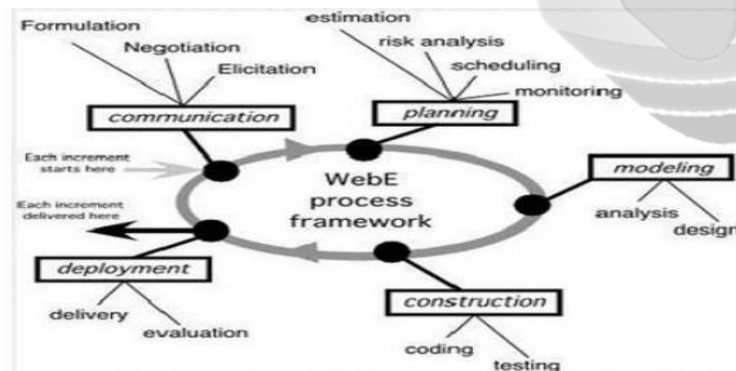 Formulation
Negotiation
Elicitation
communication
estimation
risk analysis
scheduling
monitoring
planning
Each increment
starts here
WebE
process
framework
modeling
analysis
design
Each increment
delivered here
deployment
delivery
evaluation
construction
coding
testing